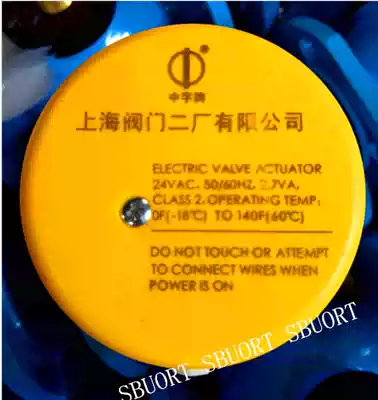 ®
中字牌
上海阀门二厂有限公司
ELECTRIC VALVE ACTUATOR
24VAC, 50/60HZ, 2.7VA,
CLASS 2, OPERATING TEMP:
0F(-18℃) TO 140F(60℃)
DO NOT TOUCH OR ATTEMPT
TO CONNECT WIRES WHEN
POWER IS ON
SBUORT SBUORT SBUORT